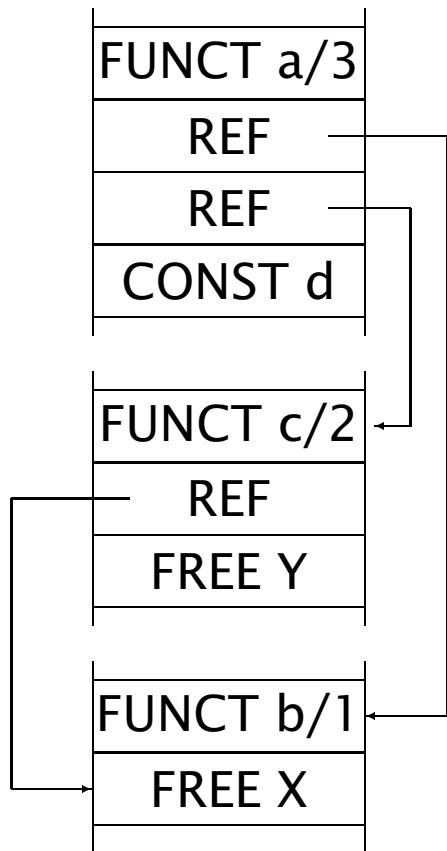 FUNCT a/3
REF
REF
CONST d
FUNCT c/2
REF
FREE Y
FUNCT b/1
FREE X